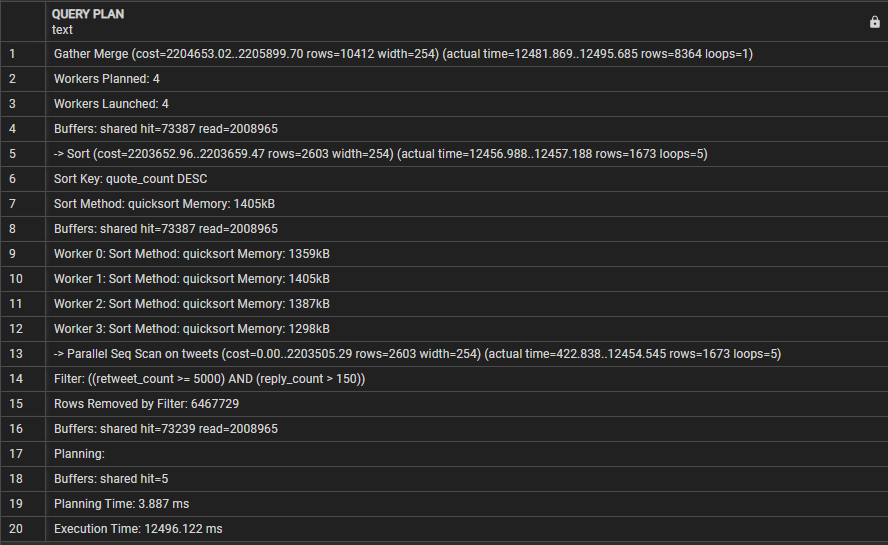 QUERY PLAN
text
1 Gather Merge (cost=2204653.02..2205899.70 rows=10412 width=254) (actual time=12481.869..12495.685 rows=8364 loops=1)
2 Workers Planned: 4
3 Workers Launched: 4
4 Buffers: shared hit=73387 read=2008965
5 -> Sort (cost=2203652.96..2203659.47 rows=2603 width=254) (actual time=12456.988..12457.188 rows=1673 loops=5)
6 Sort Key: quote_count DESC
7 Sort Method: quicksort Memory: 1405kB
8 Buffers: shared hit=73387 read=2008965
9 Worker 0: Sort Method: quicksort Memory: 1359kB
10 Worker 1: Sort Method: quicksort Memory: 1405kB
11 Worker 2: Sort Method: quicksort Memory: 1387kB
12 Worker 3: Sort Method: quicksort Memory: 1298kB
13 -> Parallel Seq Scan on tweets (cost=0.00..2203505.29 rows=2603 width=254) (actual time=422.838..12454.545 rows=1673 loops=5)
14 Filter: ((retweet_count >= 5000) AND (reply_count > 150))
15 Rows Removed by Filter: 6467729
16 Buffers: shared hit=73239 read=2008965
17 Planning:
18 Buffers: shared hit=5
19 Planning Time: 3.887 ms
20 Execution Time: 12496.122 ms